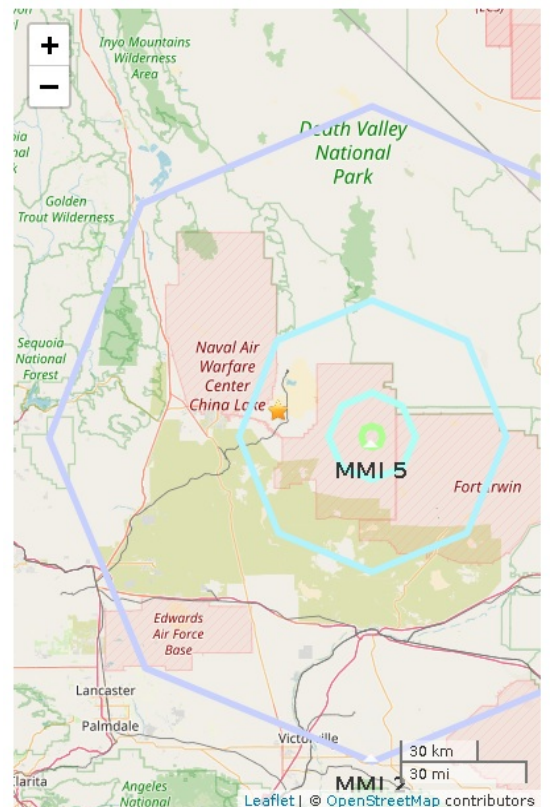 +
−
Inyo Mountains
Wilderness
Area
Death Valley
National
Park
Golden
Trout Wilderness
Sequoia
National
Forest
Naval Air
Warfare
Center
China Lake
MMI 5
Fort Irwin
Edwards
Air Force
Base
Lancaster
Palmdale
Victorville
30 km
30 mi
MMI 2
Angeles
National
Leaflet | © OpenStreetMap contributors